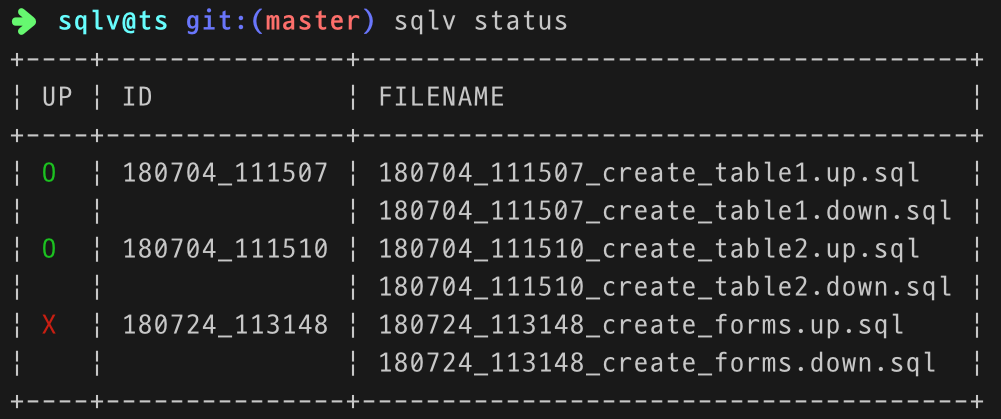 ➜ sqlv@ts git:(master) sqlv status
+----+---------------+--------------------------------------+
| UP | ID            | FILENAME                             |
+----+---------------+--------------------------------------+
| O  | 180704_111507 | 180704_111507_create_table1.up.sql   |
|    |               | 180704_111507_create_table1.down.sql |
| O  | 180704_111510 | 180704_111510_create_table2.up.sql   |
|    |               | 180704_111510_create_table2.down.sql |
| X  | 180724_113148 | 180724_113148_create_forms.up.sql    |
|    |               | 180724_113148_create_forms.down.sql  |
+----+---------------+--------------------------------------+